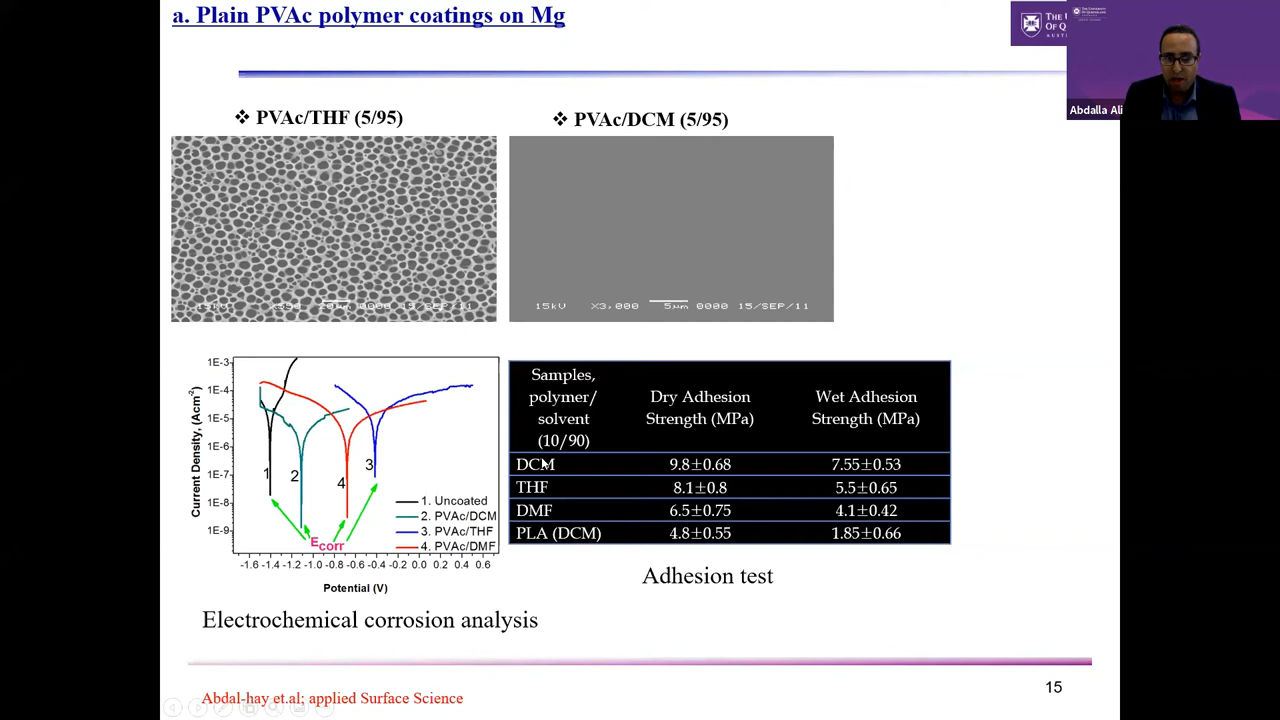 a. Plain PVAc polymer coatings on Mg
THE U
OF Q
AUST
Abdalla Ali
❖ PVAc/THF (5/95)
❖ PVAc/DCM (5/95)
15/SEP/11
15kV X3,000 5μm 0000 15/SEP/11
1E-3
1E-4
1E-5
1E-6
1E-7
1E-8
1E-9
Current Density, (Acm-2)
1
2
4
3
1. Uncoated
2. PVAc/DCM
3. PVAc/THF
4. PVAc/DMF
Ecorr
-1.6 -1.4 -1.2 -1.0 -0.8 -0.6 -0.4 -0.2 0.0 0.2 0.4 0.6
Potential (V)
Samples, polymer/ solvent (10/90) Dry Adhesion Strength (MPa) Wet Adhesion Strength (MPa)
DCM 9.8±0.68 7.55±0.53
THF 8.1±0.8 5.5±0.65
DMF 6.5±0.75 4.1±0.42
PLA (DCM) 4.8±0.55 1.85±0.66
Adhesion test
Electrochemical corrosion analysis
Abdal-hay et.al; applied Surface Science
15